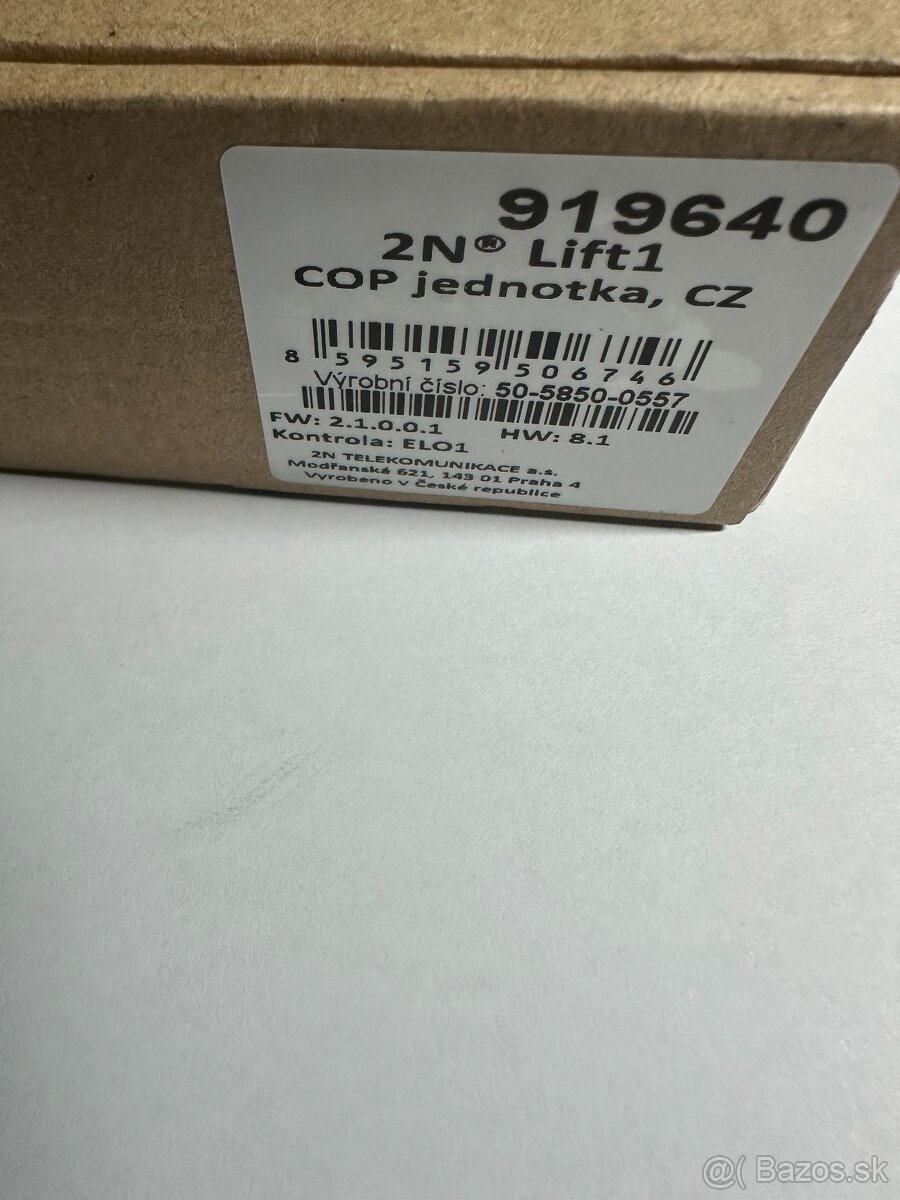 919640
2N® Lift1
COP jednotka, CZ
8 595159 506746
Výrobní číslo: 50-5850-0557
FW: 2.1.0.0.1 HW: 8.1
Kontrola: ELO1
2N TELEKOMUNIKACE a.s.
Modřanská 621, 143 01 Praha 4
Vyrobeno v České republice
@( Bazos.sk